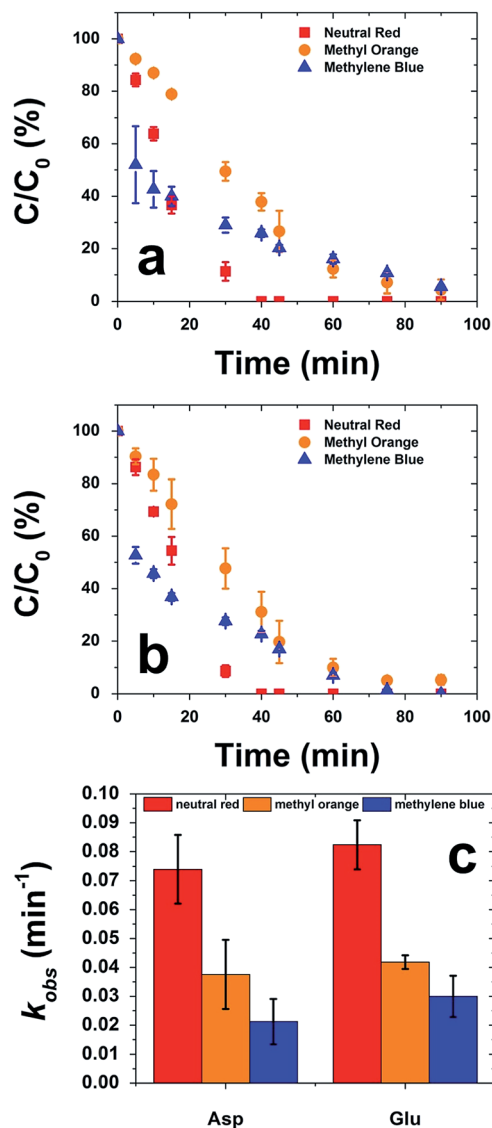 100
80
60
40
20
0
C/C₀ (%)
Neutral Red
Methyl Orange
Methylene Blue
a
0 20 40 60 80 100
Time (min)
100
80
60
40
20
0
C/C₀ (%)
Neutral Red
Methyl Orange
Methylene Blue
b
0 20 40 60 80 100
Time (min)
0.10
0.09
0.08
0.07
0.06
0.05
0.04
0.03
0.02
0.01
0.00
k_obs (min⁻¹)
neutral red methyl orange methylene blue
c
Asp Glu